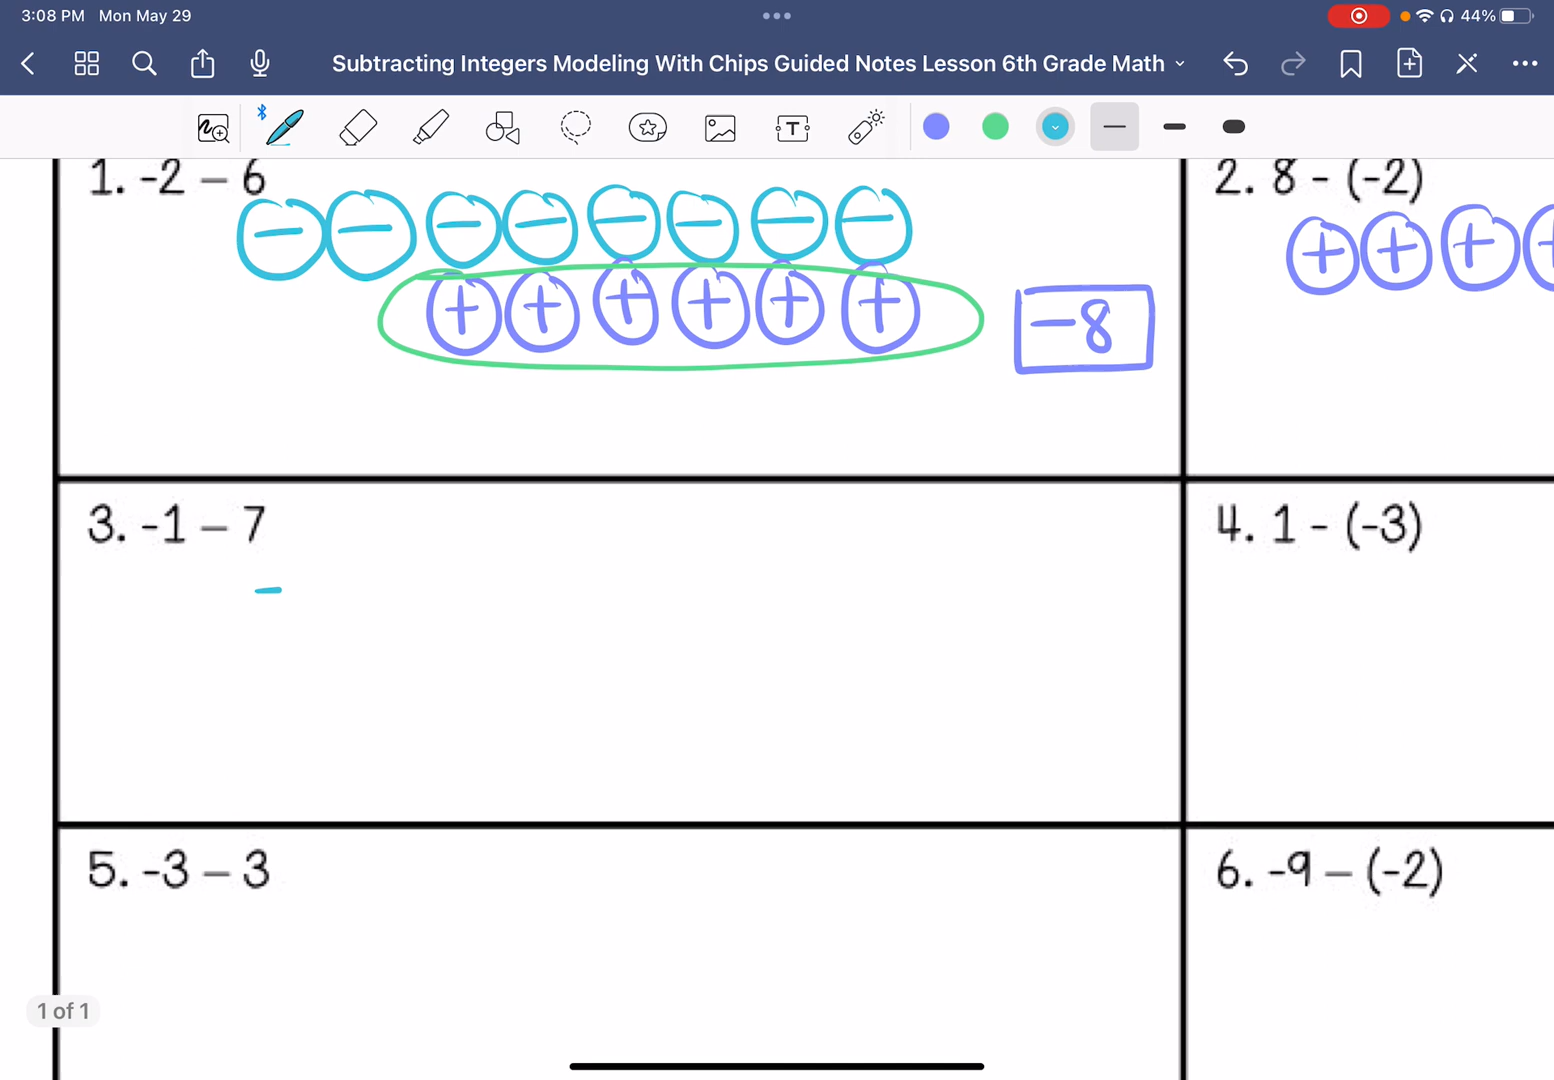 3:08 PM Mon May 29
44%
Subtracting Integers Modeling With Chips Guided Notes Lesson 6th Grade Math
T
1. -2 – 6
− − − − − − − −
+ + + + + +
−8
2. 8 - (-2)
+ + +
3. -1 – 7
−
4. 1 - (-3)
5. -3 – 3
6. -9 – (-2)
1 of 1